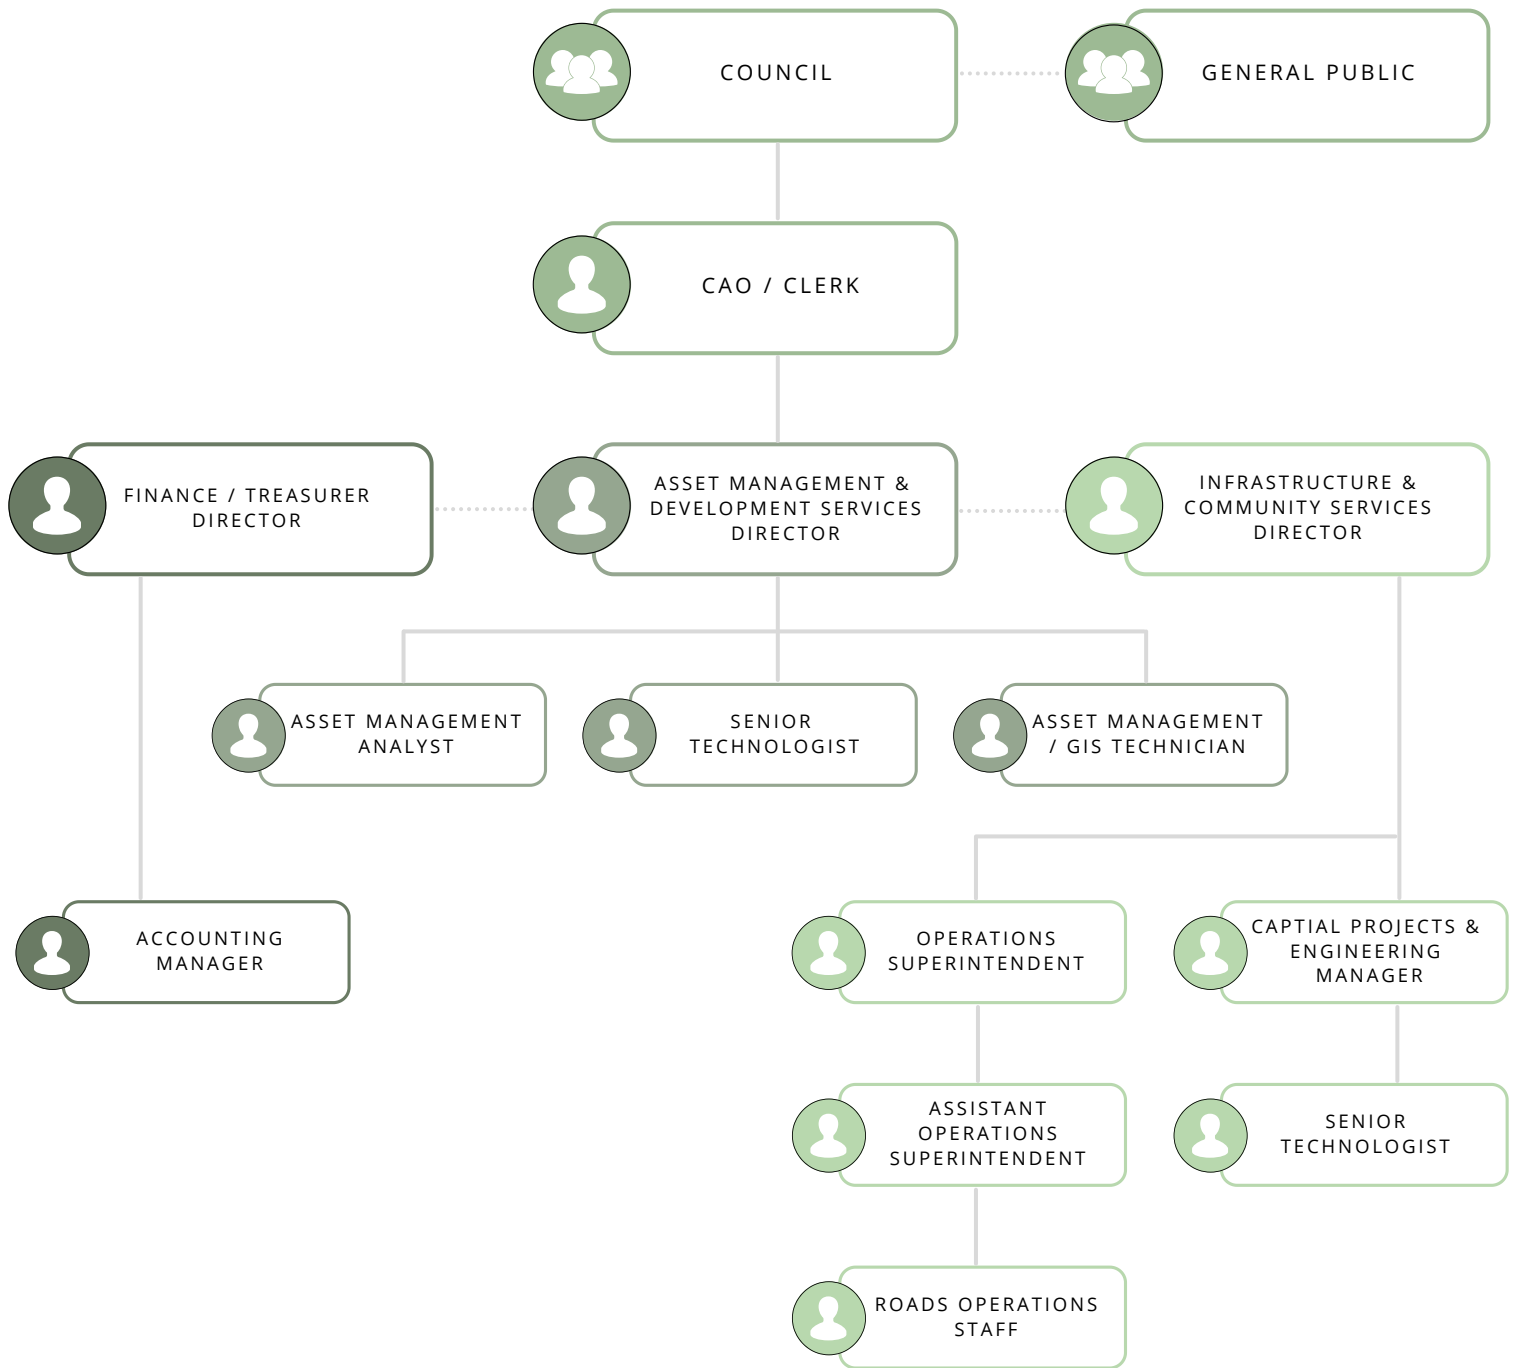 COUNCIL
GENERAL PUBLIC
CAO / CLERK
FINANCE / TREASURER
DIRECTOR
ASSET MANAGEMENT &
DEVELOPMENT SERVICES
DIRECTOR
INFRASTRUCTURE &
COMMUNITY SERVICES
DIRECTOR
ASSET MANAGEMENT
ANALYST
SENIOR
TECHNOLOGIST
ASSET MANAGEMENT
/ GIS TECHNICIAN
ACCOUNTING
MANAGER
OPERATIONS
SUPERINTENDENT
CAPTIAL PROJECTS &
ENGINEERING
MANAGER
ASSISTANT
OPERATIONS
SUPERINTENDENT
SENIOR
TECHNOLOGIST
ROADS OPERATIONS
STAFF